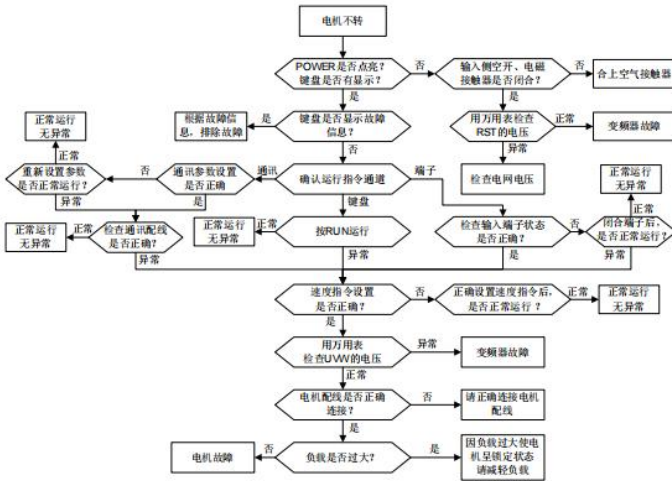 电机不转
POWER是否点亮？
键盘是否有显示？
否
输入侧空开、电磁
接触器是否闭合？
否
合上空气接触器
是
是
正常运行
无异常
根据故障信
息，排除故障
是
键盘是否显示故障
信息？
用万用表检查
RST的电压
正常
变频器故障
正常
否
异常
正常运行
无异常
重新设置参数
是否正常运行？
否
通讯参数设置
是否正确
通讯
确认运行指令通道
端子
检查电网电压
异常
是
键盘
正常
正常运行
无异常
正常
检查通讯配线
是否正确？
正常运行
无异常
正常
按RUN运行
检查输入端子状态
是否正确？
否
闭合端子后，
是否正常运行？
异常
异常
是
异常
速度指令设置
是否正确？
否
正确设置速度指令后，
是否正常运行？
正常
正常运行
无异常
是
用万用表
检查UVW的电压
异常
变频器故障
正常
电机配线是否正确
连接？
否
请正确连接电机
配线
是
电机故障
否
负载是否过大？
是
因负载过大使电
机呈锁定状态
请减轻负载